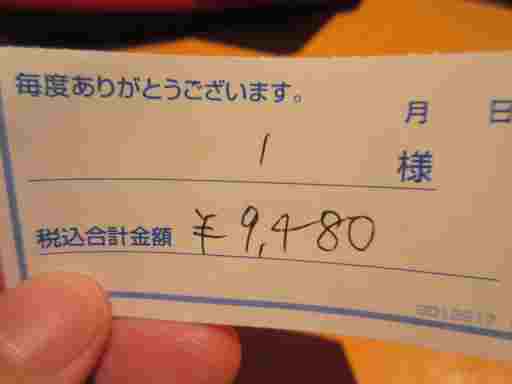 毎度ありがとうございます。
月 日
1 様
税込合計金額 ¥9,480